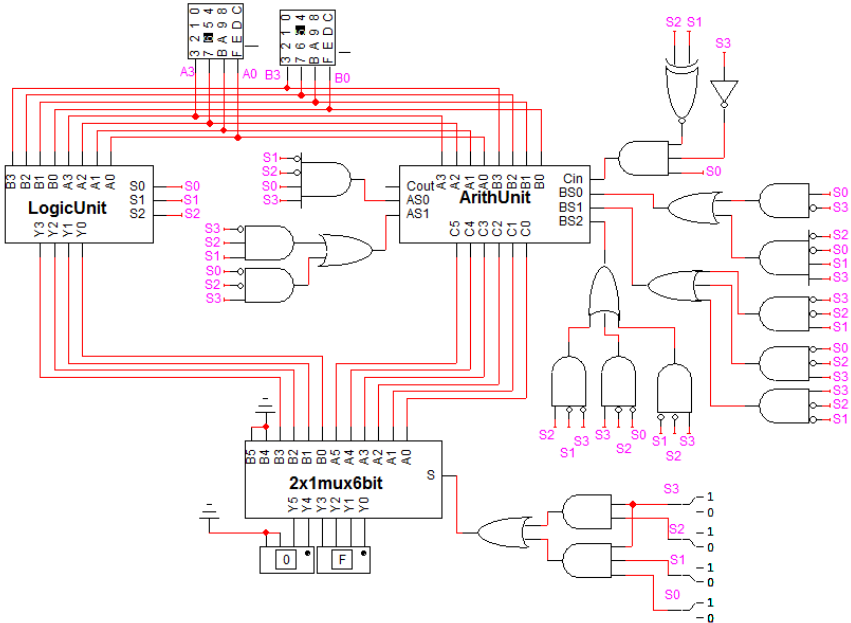 3 2 1 0
7 5 4
B A 9 8
F E D C
3 2 1 0
7 6 4
B A 9 8
F E D C
A3
A0
B3
B0
S2 S1
S3
S0
B3 B2 B1 B0 A3 A2 A1 A0
LogicUnit
S0 S0
S1 S1
S2 S2
Y3 Y2 Y1 Y0
S1
S2
S0
S3
S3
S2
S1
S0
S2
S3
A3 A2 A1 A0 B3 B2 B1 B0
Cout
AS0
AS1
ArithUnit
Cin
BS0
BS1
BS2
C5 C4 C3 C2 C1 C0
S0
S3
S2
S0
S1
S3
S3
S2
S1
S0
S2
S3
S3
S2
S1
S2 S1 S3
S3 S2 S0
S1 S2 S3
B5 B4 B3 B2 B1 B0 A5 A4 A3 A2 A1 A0
2x1mux6bit
S
Y5 Y4 Y3 Y2 Y1 Y0
0
F
S3 1
0
S2 1
0
S1 1
0
S0 1
0